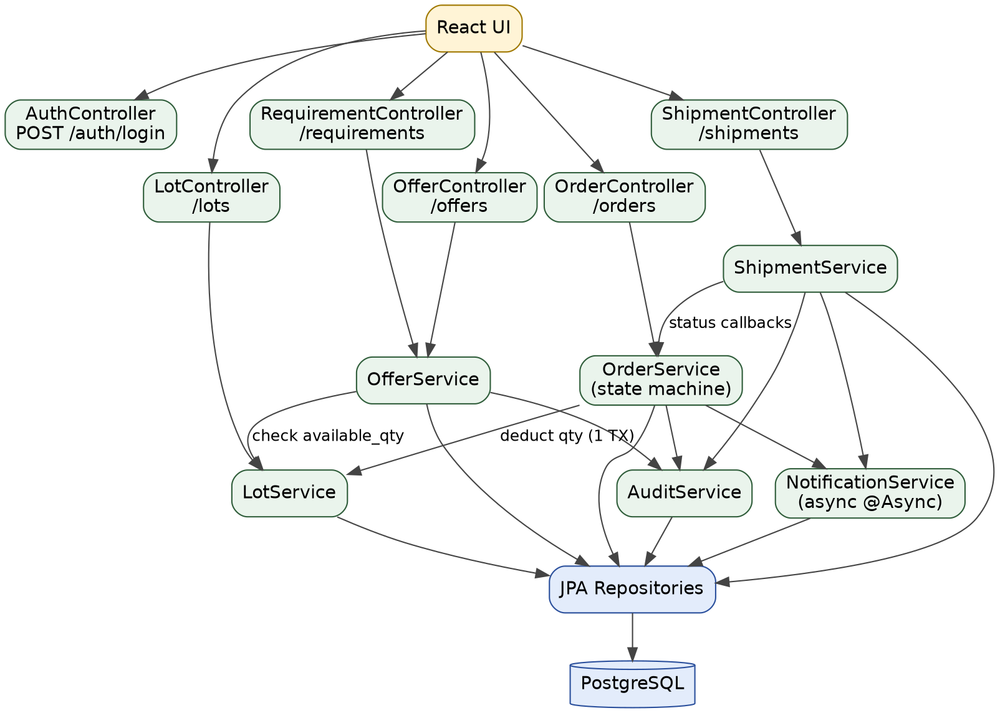 React UI
AuthController
POST /auth/login
RequirementController
/requirements
ShipmentController
/shipments
LotController
/lots
OfferController
/offers
OrderController
/orders
ShipmentService
status callbacks
OfferService
OrderService
(state machine)
check available_qty
deduct qty (1 TX)
LotService
AuditService
NotificationService
(async @Async)
JPA Repositories
PostgreSQL